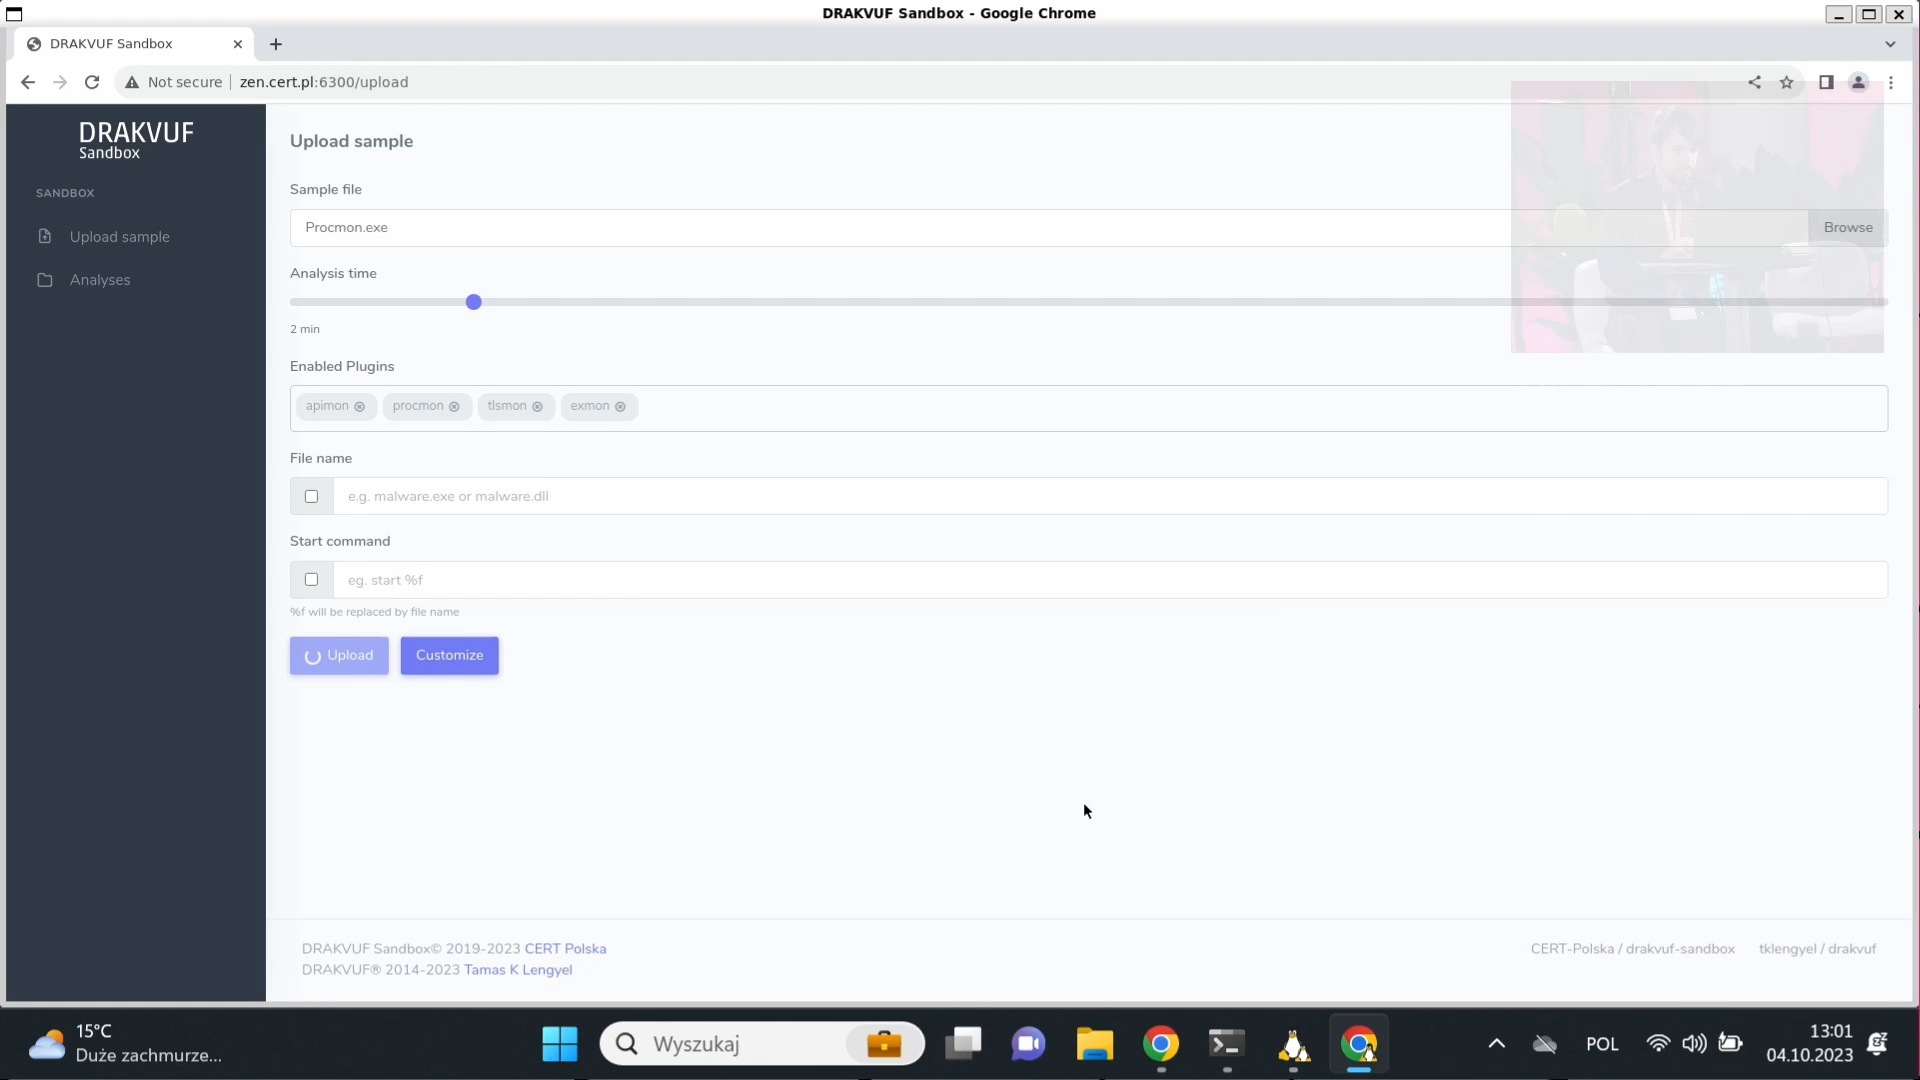 DRAKVUF Sandbox - Google Chrome
DRAKVUF Sandbox
Not secure
zen.cert.pl:6300/upload
DRAKVUF
Sandbox
SANDBOX
Upload sample
Analyses
Upload sample
Sample file
Procmon.exe
Browse
Analysis time
2 min
Enabled Plugins
apimon
procmon
tlsmon
exmon
File name
e.g. malware.exe or malware.dll
Start command
eg. start %f
%f will be replaced by file name
Upload
Customize
DRAKVUF Sandbox© 2019-2023 CERT Polska
DRAKVUF® 2014-2023 Tamas K Lengyel
CERT-Polska / drakvuf-sandbox
tklengyel / drakvuf
15°C
Duże zachmurze...
Wyszukaj
POL
13:01
04.10.2023